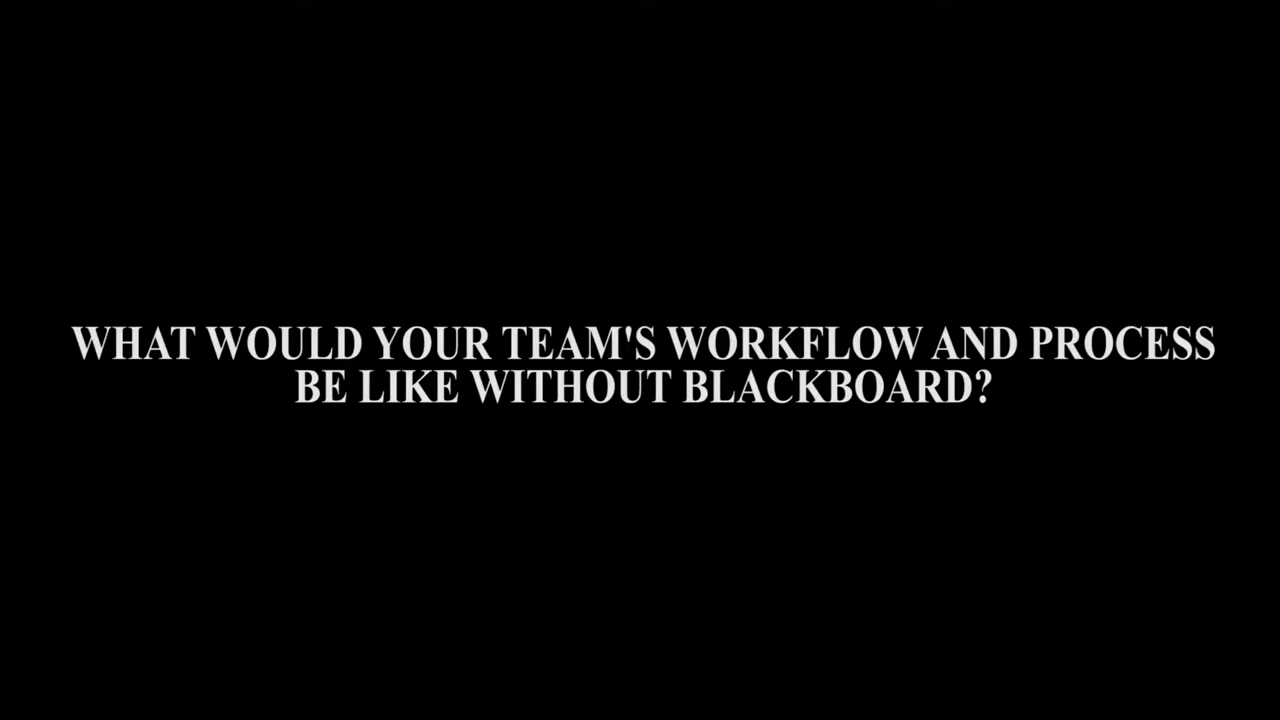 WHAT WOULD YOUR TEAM'S WORKFLOW AND PROCESS
BE LIKE WITHOUT BLACKBOARD?